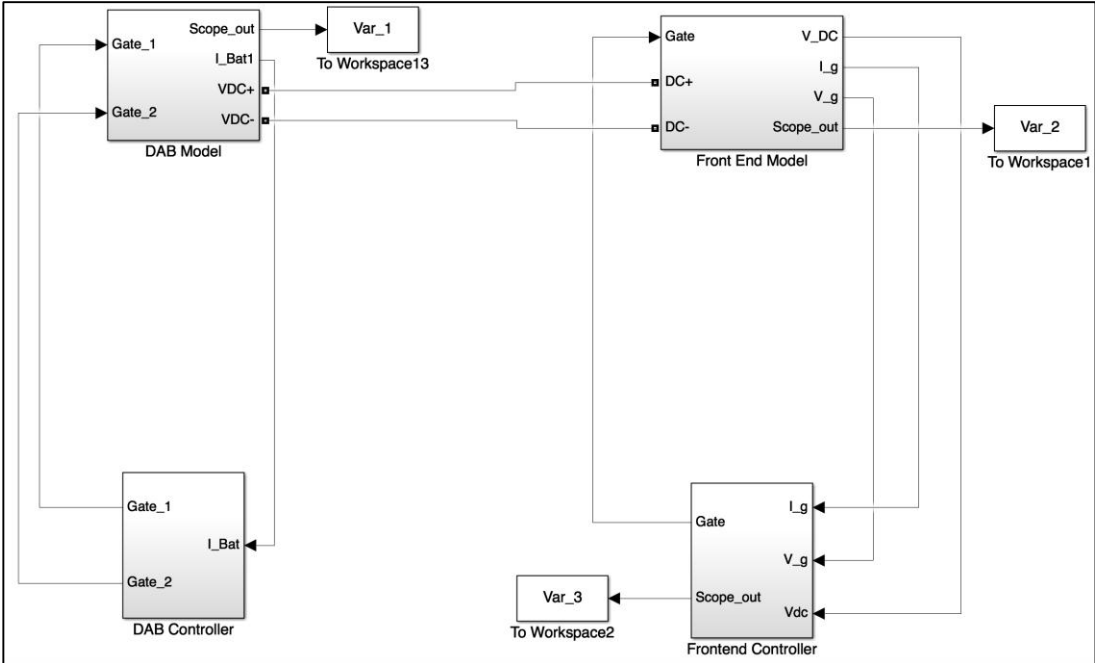 Gate_1
Gate_2
Scope_out
I_Bat1
VDC+
VDC-
DAB Model
Var_1
To Workspace13
Gate
DC+
DC-
V_DC
I_g
V_g
Scope_out
Front End Model
Var_2
To Workspace1
Gate_1
Gate_2
I_Bat
DAB Controller
Var_3
To Workspace2
Gate
Scope_out
I_g
V_g
Vdc
Frontend Controller